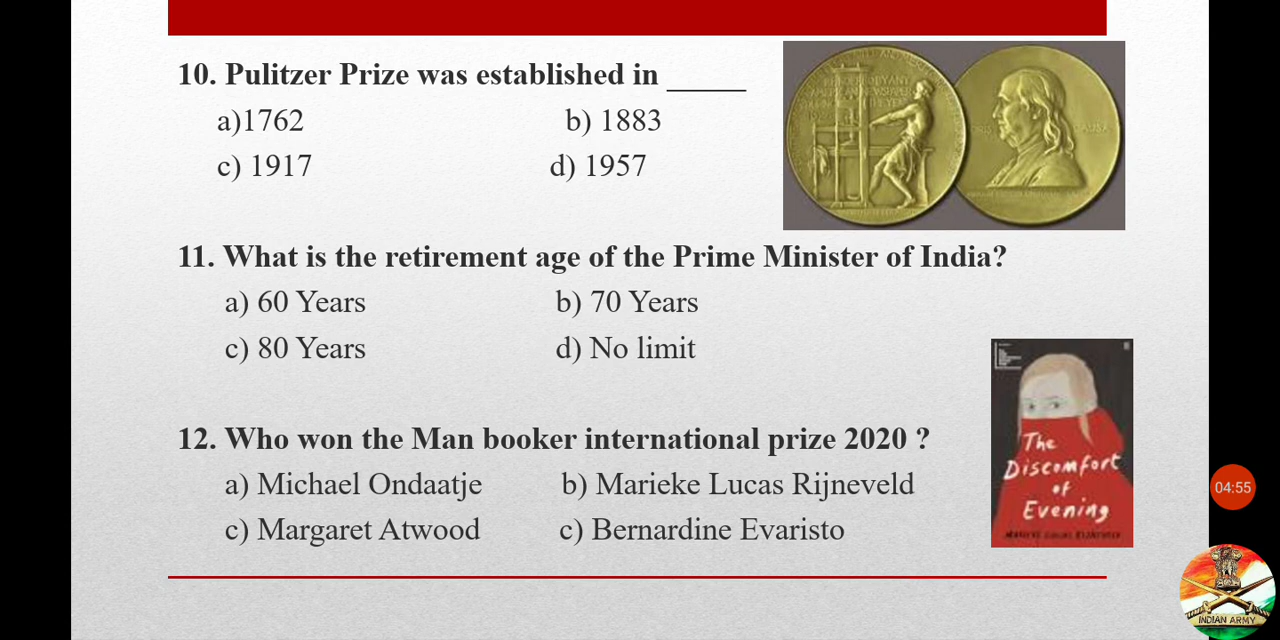 10. Pulitzer Prize was established in _____
a)1762 b) 1883
c) 1917 d) 1957
11. What is the retirement age of the Prime Minister of India?
a) 60 Years b) 70 Years
c) 80 Years d) No limit
12. Who won the Man booker international prize 2020 ?
a) Michael Ondaatje b) Marieke Lucas Rijneveld
c) Margaret Atwood c) Bernardine Evaristo
The
Discomfort
of
Evening
MARIEKE LUCAS RIJNEVELD
04:55
INDIAN ARMY